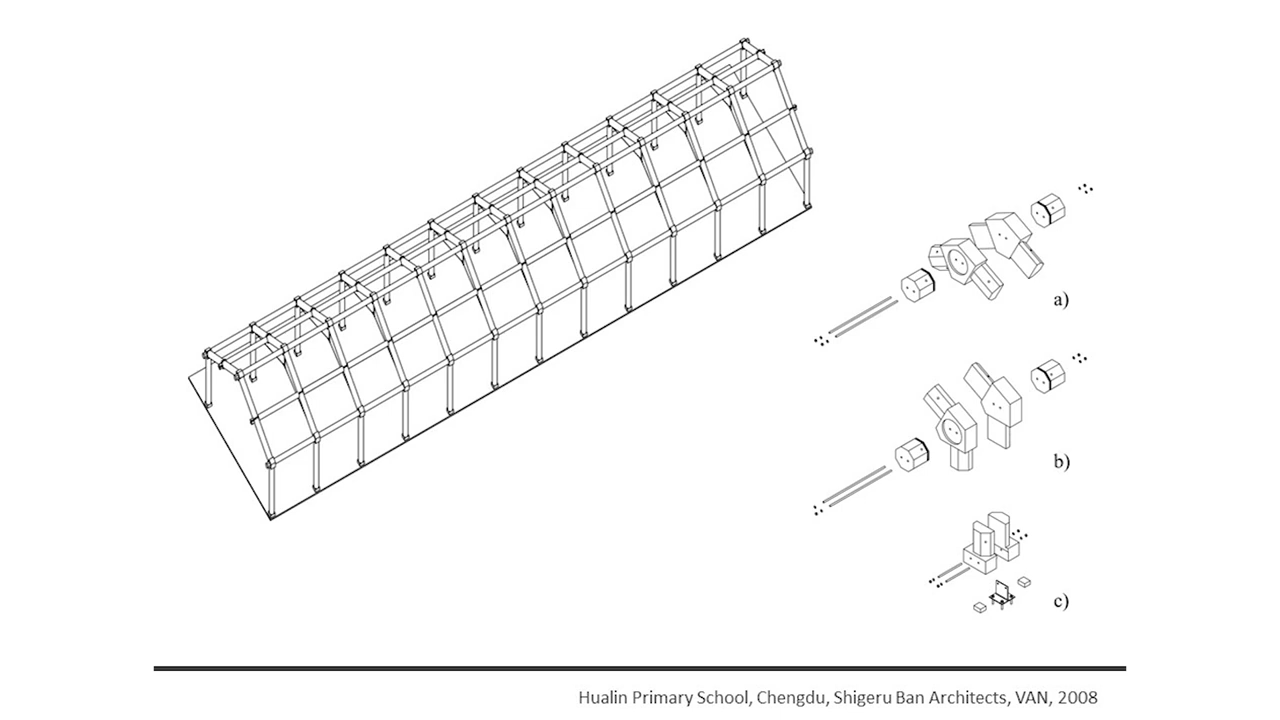 a)
b)
c)
Hualin Primary School, Chengdu, Shigeru Ban Architects, VAN, 2008